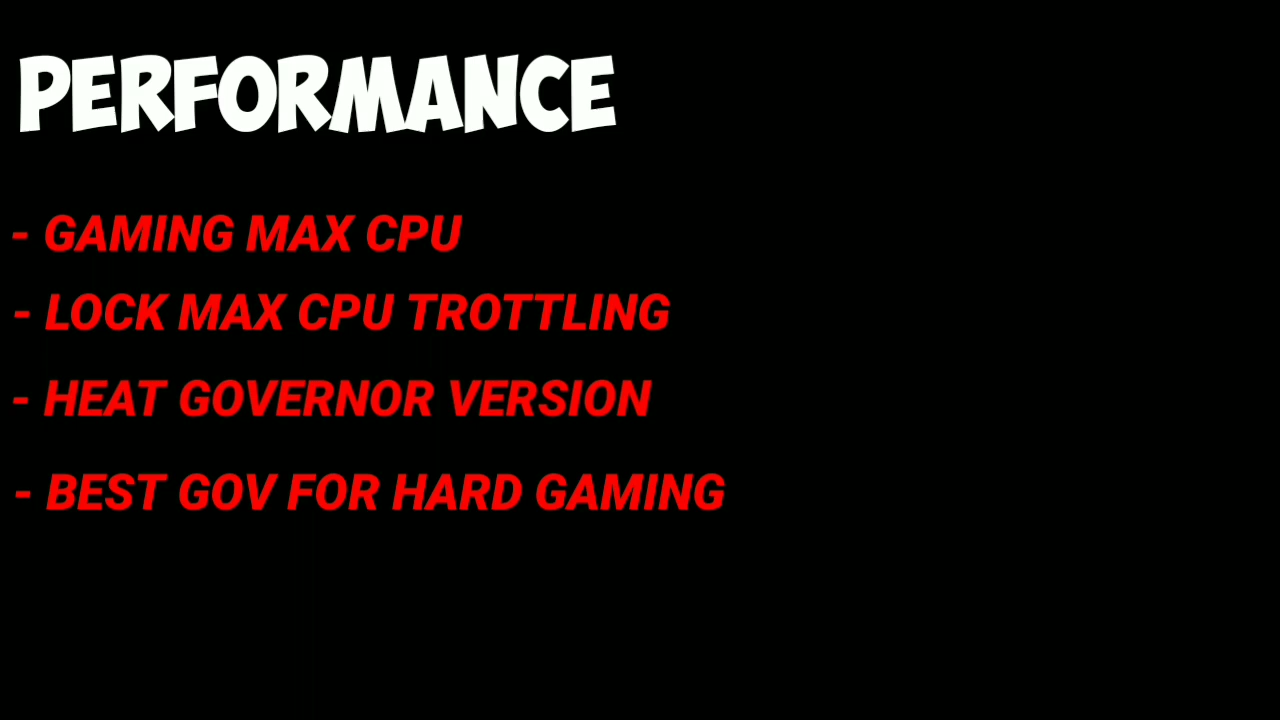 PERFORMANCE
- GAMING MAX CPU
- LOCK MAX CPU TROTTLING
- HEAT GOVERNOR VERSION
- BEST GOV FOR HARD GAMING